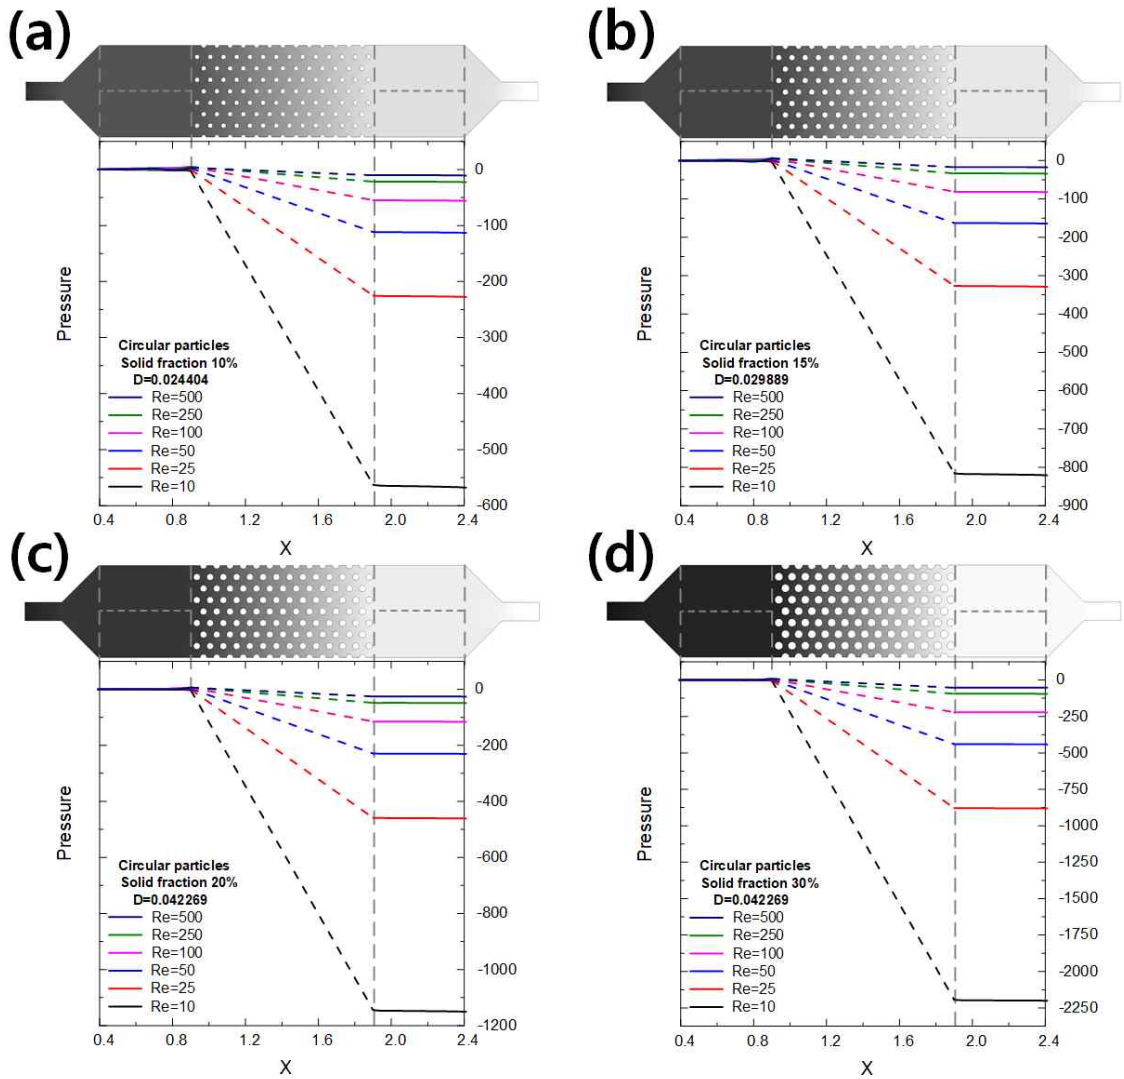 (a)
0
-100
-200
-300
-400
-500
-600
Pressure
Circular particles
Solid fraction 10%
D=0.024404
Re=500
Re=250
Re=100
Re=50
Re=25
Re=10
0.4 0.8 1.2 1.6 2.0 2.4
X
(b)
0
-100
-200
-300
-400
-500
-600
-700
-800
-900
Pressure
Circular particles
Solid fraction 15%
D=0.029889
Re=500
Re=250
Re=100
Re=50
Re=25
Re=10
0.4 0.8 1.2 1.6 2.0 2.4
X
(c)
0
-200
-400
-600
-800
-1000
-1200
Pressure
Circular particles
Solid fraction 20%
D=0.042269
Re=500
Re=250
Re=100
Re=50
Re=25
Re=10
0.4 0.8 1.2 1.6 2.0 2.4
X
(d)
0
-250
-500
-750
-1000
-1250
-1500
-1750
-2000
-2250
Pressure
Circular particles
Solid fraction 30%
D=0.042269
Re=500
Re=250
Re=100
Re=50
Re=25
Re=10
0.4 0.8 1.2 1.6 2.0 2.4
X